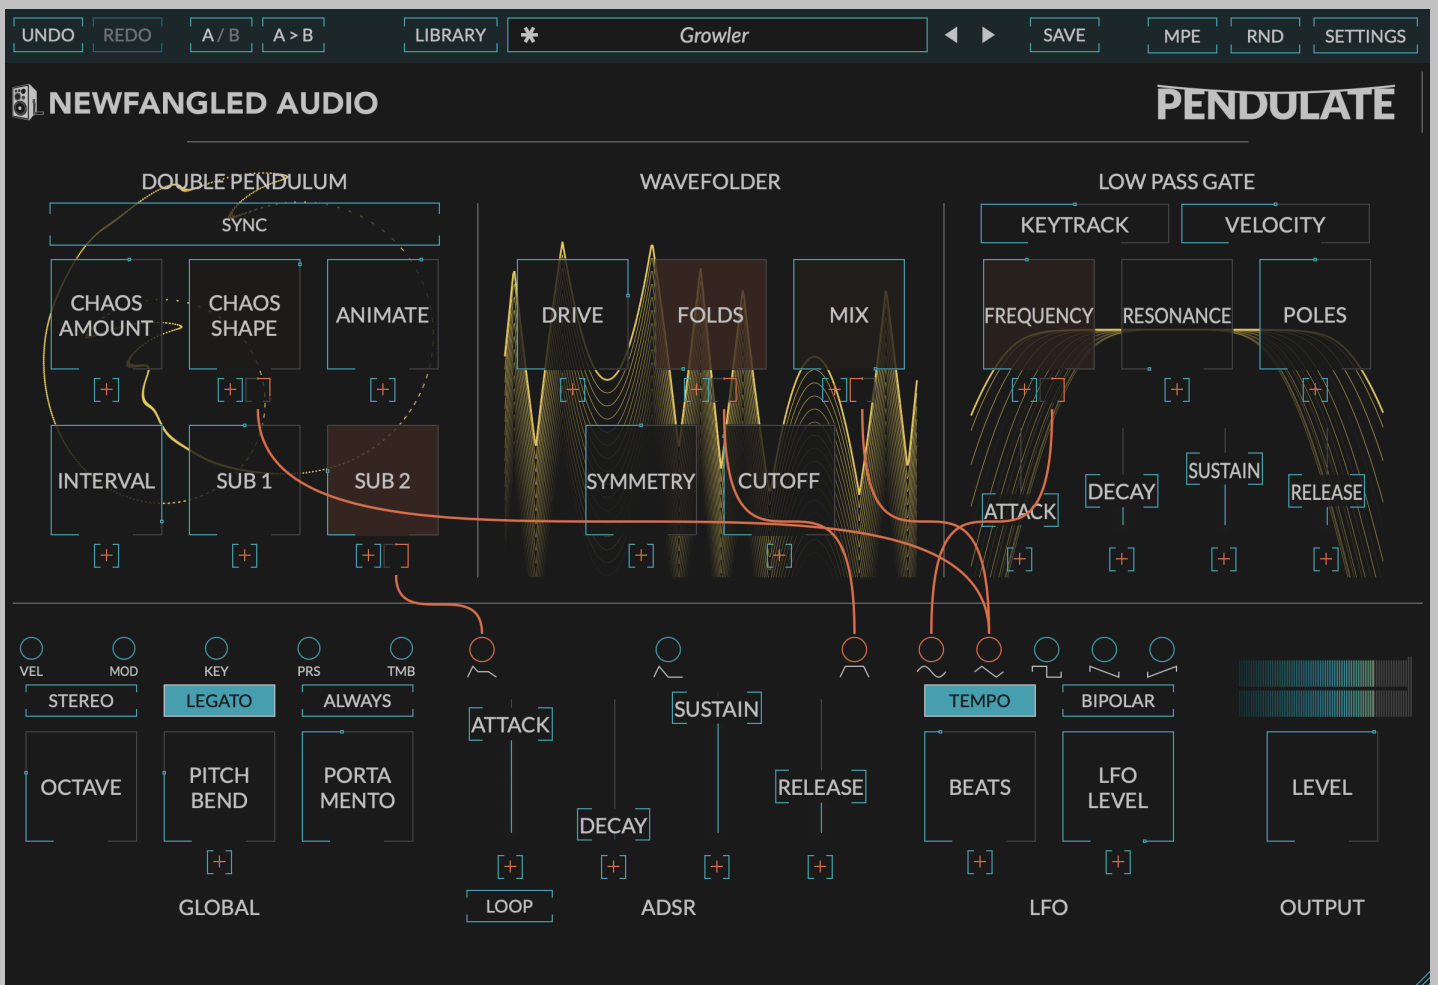 UNDO REDO A / B A > B LIBRARY * Growler SAVE MPE RND SETTINGS
NEWFANGLED AUDIO PENDULATE
DOUBLE PENDULUM WAVEFOLDER LOW PASS GATE
SYNC KEYTRACK VELOCITY
CHAOS AMOUNT
CHAOS SHAPE
ANIMATE
DRIVE FOLDS MIX
FREQUENCY RESONANCE POLES
INTERVAL SUB 1 SUB 2
SYMMETRY CUTOFF
ATTACK DECAY SUSTAIN RELEASE
VEL MOD KEY PRS TMB
STEREO LEGATO ALWAYS
OCTAVE
PITCH
BEND
PORTA
MENTO
ATTACK DECAY SUSTAIN RELEASE
TEMPO BIPOLAR
BEATS
LFO
LEVEL
LEVEL
GLOBAL LOOP ADSR LFO OUTPUT